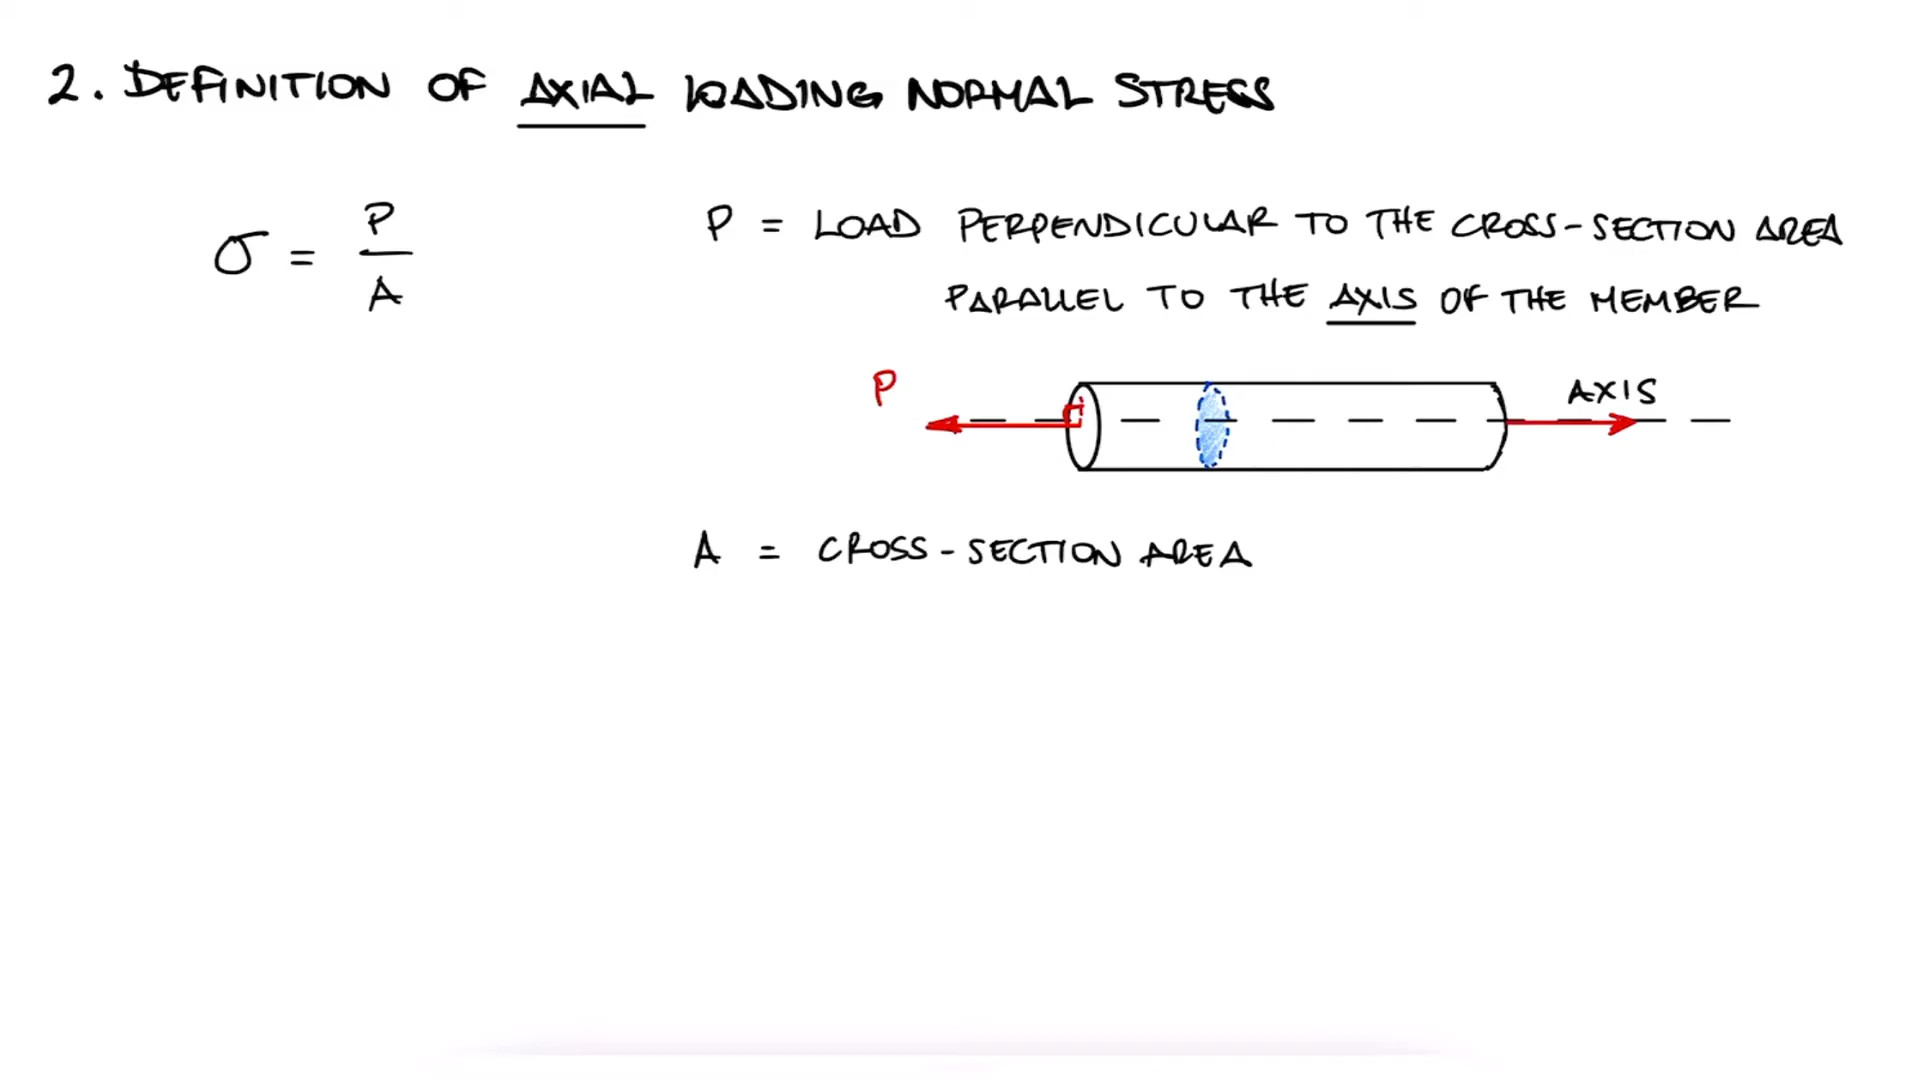 2. DEFINITION OF AXIAL LOADING NORMAL STRESS
σ = P/A
P = LOAD PERPENDICULAR TO THE CROSS-SECTION AREA
PARALLEL TO THE AXIS OF THE MEMBER
P
AXIS
A = CROSS-SECTION AREA